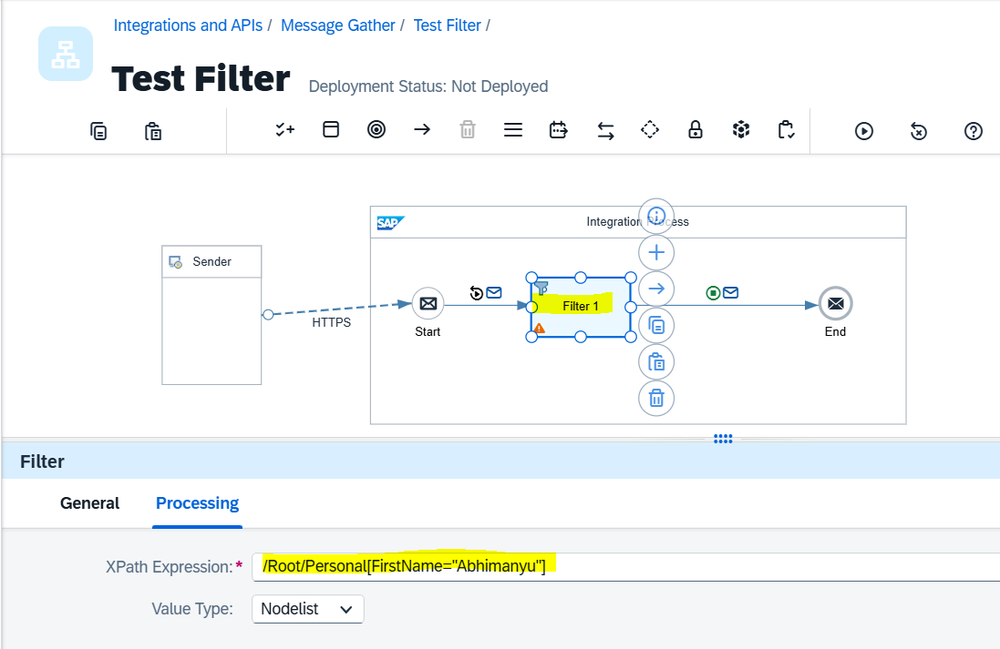 Integrations and APIs / Message Gather / Test Filter /
Test Filter Deployment Status: Not Deployed
SAP Integration Process
Sender
Filter 1
HTTPS
Start
End
Filter
General Processing
XPath Expression:* /Root/Personal[FirstName="Abhimanyu"]
Value Type: Nodelist